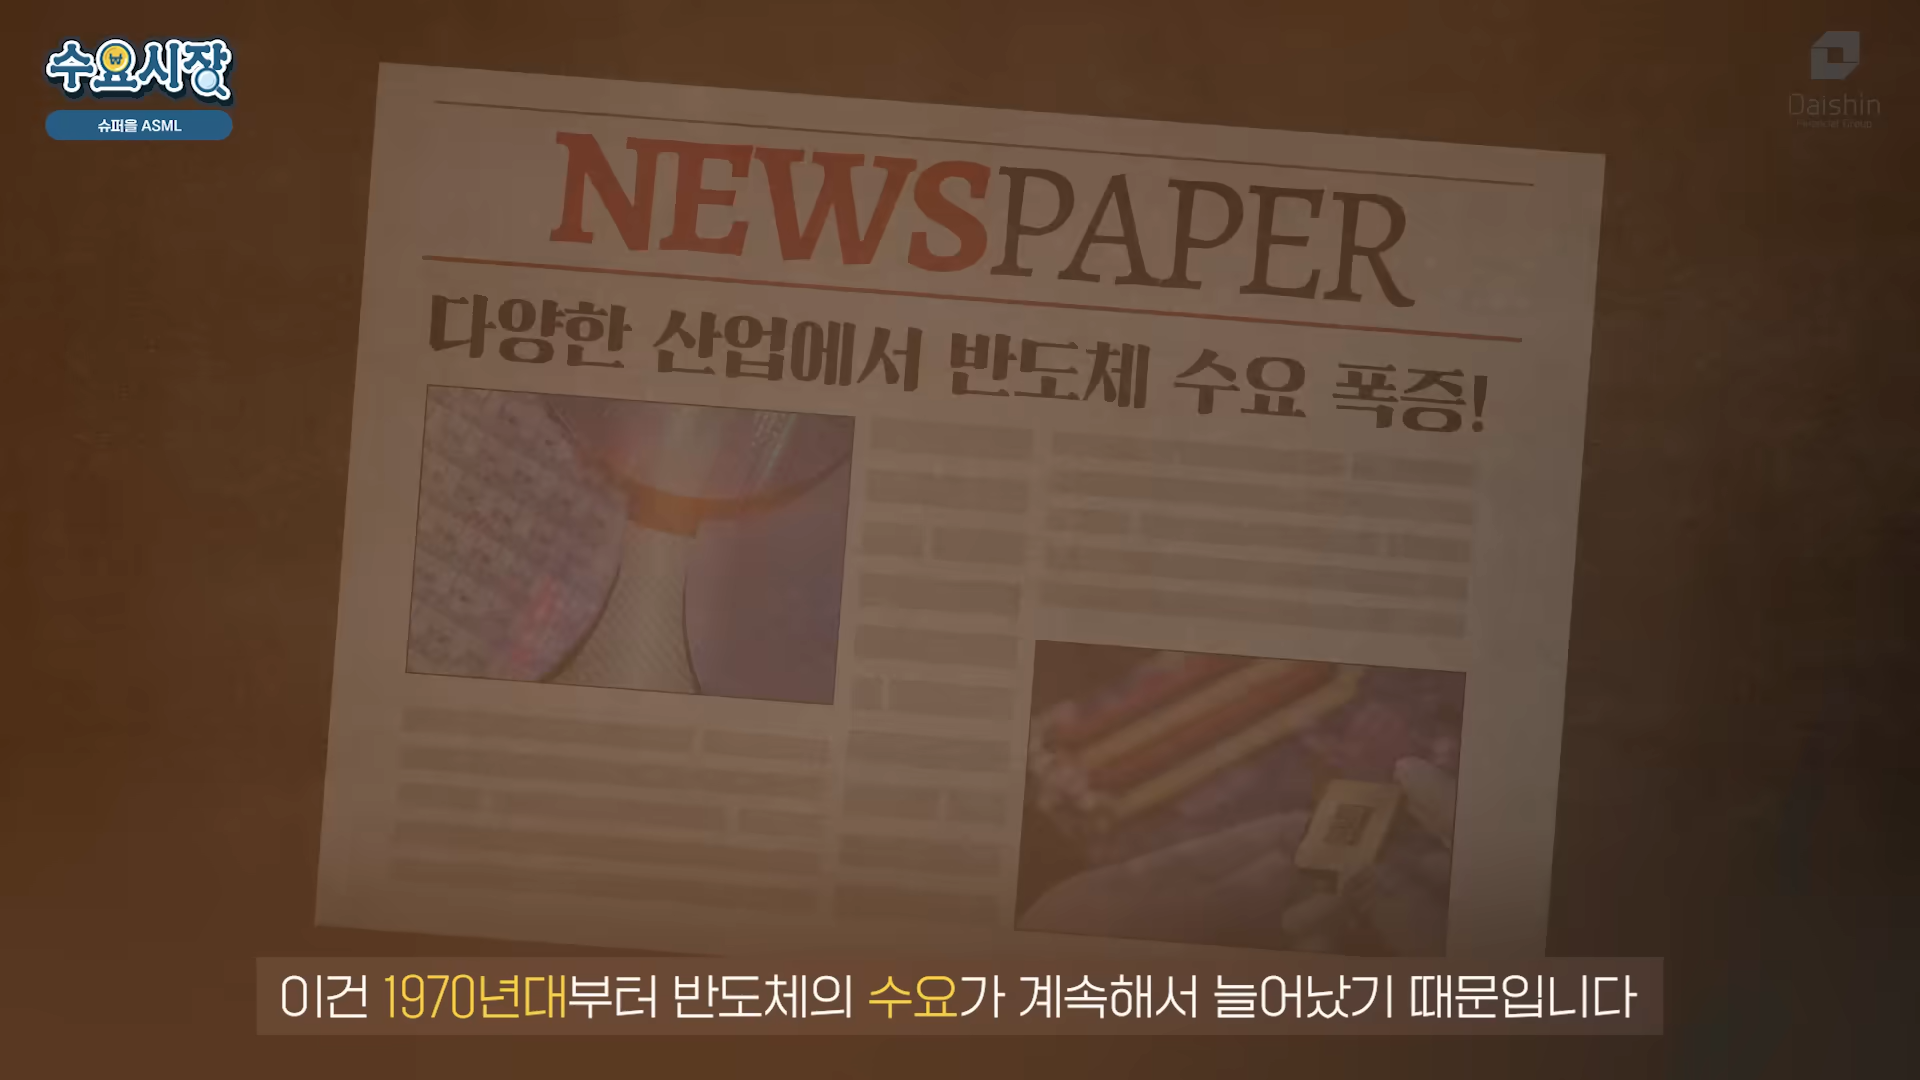 수요시장
슈퍼을 ASML
Daishin
Financial Group
NEWSPAPER
다양한 산업에서 반도체 수요 폭증!
이건 1970년대부터 반도체의 수요가 계속해서 늘어났기 때문입니다